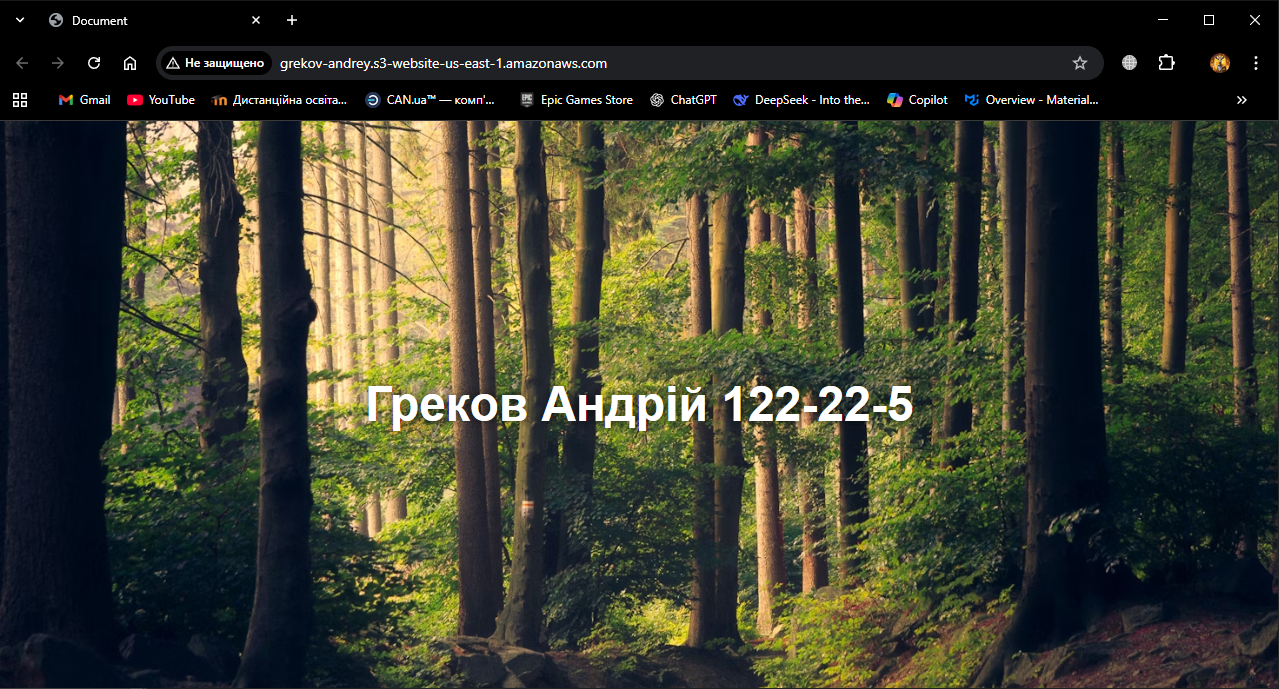 Document
Не защищено grekov-andrey.s3-website-us-east-1.amazonaws.com
Gmail YouTube Дистанційна освіта... CAN.ua™ — комп'... Epic Games Store ChatGPT DeepSeek - Into the... Copilot Overview - Material...
Греков Андрій 122-22-5